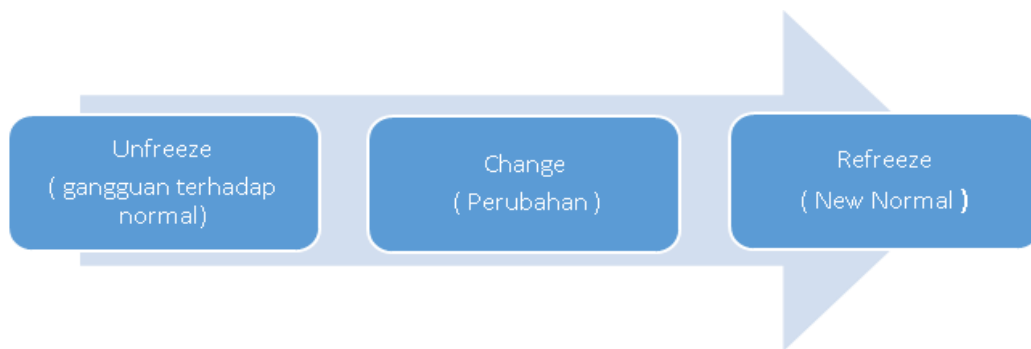 Unfreeze
( gangguan terhadap
normal)
Change
( Perubahan )
Refreeze
( New Normal )